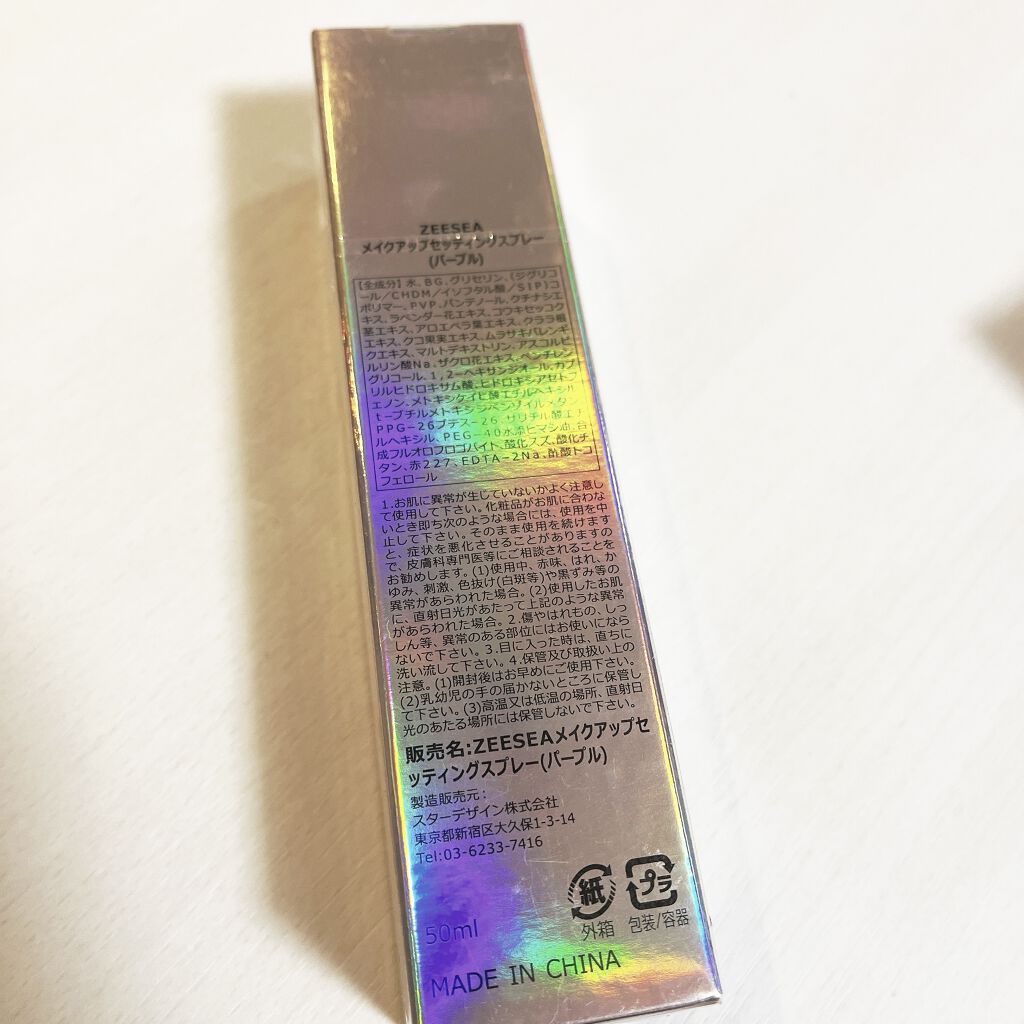 ZEESEA
メイクアップセッティングスプレー
(パープル)
【全成分】水、BG、グリセリン、(ジグリコ
ール/CHDM/イソフタル酸/SIP)コ
ポリマー、PVP、パンテノール、クチナシエ
キス、ラベンダー花エキス、コウキセッコク
茎エキス、アロエベラ葉エキス、クララ根
エキス、クコ果実エキス、ムラサキバレンギ
クエキス、マルトデキストリン、アスコルビ
ルリン酸Na、ザクロ花エキス、ペンチレン
グリコール、1,2-ヘキサンジオール、カプ
リルヒドロキサム酸、ヒドロキシアセトフ
ェノン、メトキシケイヒ酸エチルヘキシル、
t-ブチルメトキシジベンゾイルメタン、
PPG-26ブテス-26、サリチル酸エチ
ルヘキシル、PEG-40水添ヒマシ油、合
成フルオロフロゴパイト、酸化スズ、酸化チ
タン、赤227、EDTA-2Na、酢酸トコ
フェロール
1.お肌に異常が生じていないかよく注意し
て使用して下さい。化粧品がお肌に合わな
いとき即ち次のような場合には、使用を中
止して下さい。そのまま使用を続けます
と、症状を悪化させることがありますの
で、皮膚科専門医等にご相談されることを
お勧めします。(1)使用中、赤味、はれ、か
ゆみ、刺激、色抜け(白斑等)や黒ずみ等の
異常があらわれた場合。(2)使用したお肌
に、直射日光があたって上記のような異常
があらわれた場合。2.傷やはれもの、しっ
しん等、異常のある部位にはお使いになら
ないで下さい。3.目に入った時は、直ちに
洗い流して下さい。4.保管及び取扱い上の
注意。(1)開封後はお早めにご使用下さい。
(2)乳幼児の手の届かないところに保管し
て下さい。(3)高温又は低温の場所、直射日
光のあたる場所には保管しないで下さい。
販売名:ZEESEAメイクアップセ
ッティングスプレー(パープル)
製造販売元:
スターデザイン株式会社
東京都新宿区大久保1-3-14
Tel:03-6233-7416
紙 プラ
外箱 包装/容器
50ml
MADE IN CHINA